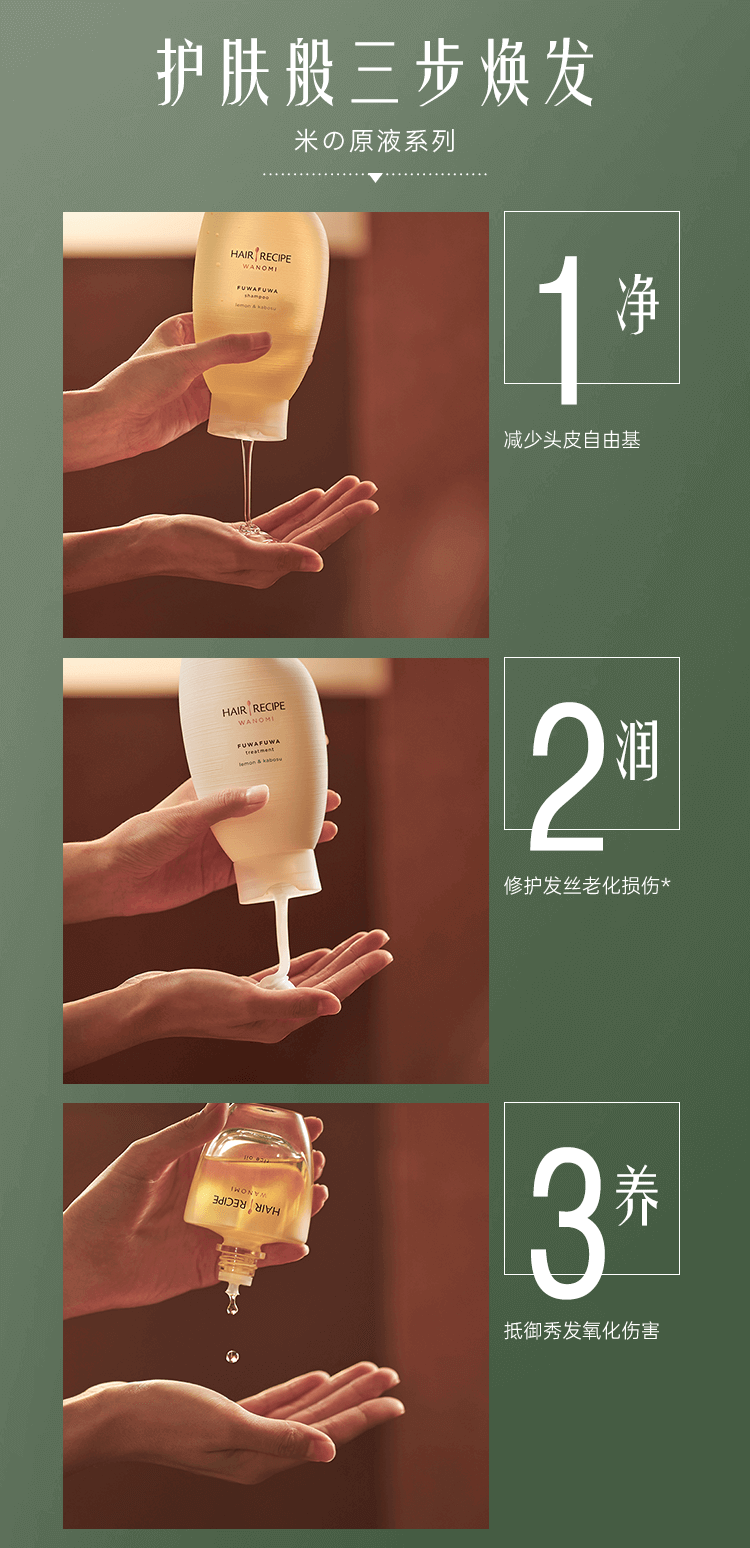 护肤般三步焕发
米の原液系列
HAIR RECIPE
WANOMI
FUWAFUWA
shampoo
lemon & kabosu
1 净
减少头皮自由基
HAIR RECIPE
WANOMI
FUWAFUWA
treatment
lemon & kabosu
2 润
修护发丝老化损伤*
rice oil
WANOMI
HAIR RECIPE
3 养
抵御秀发氧化伤害